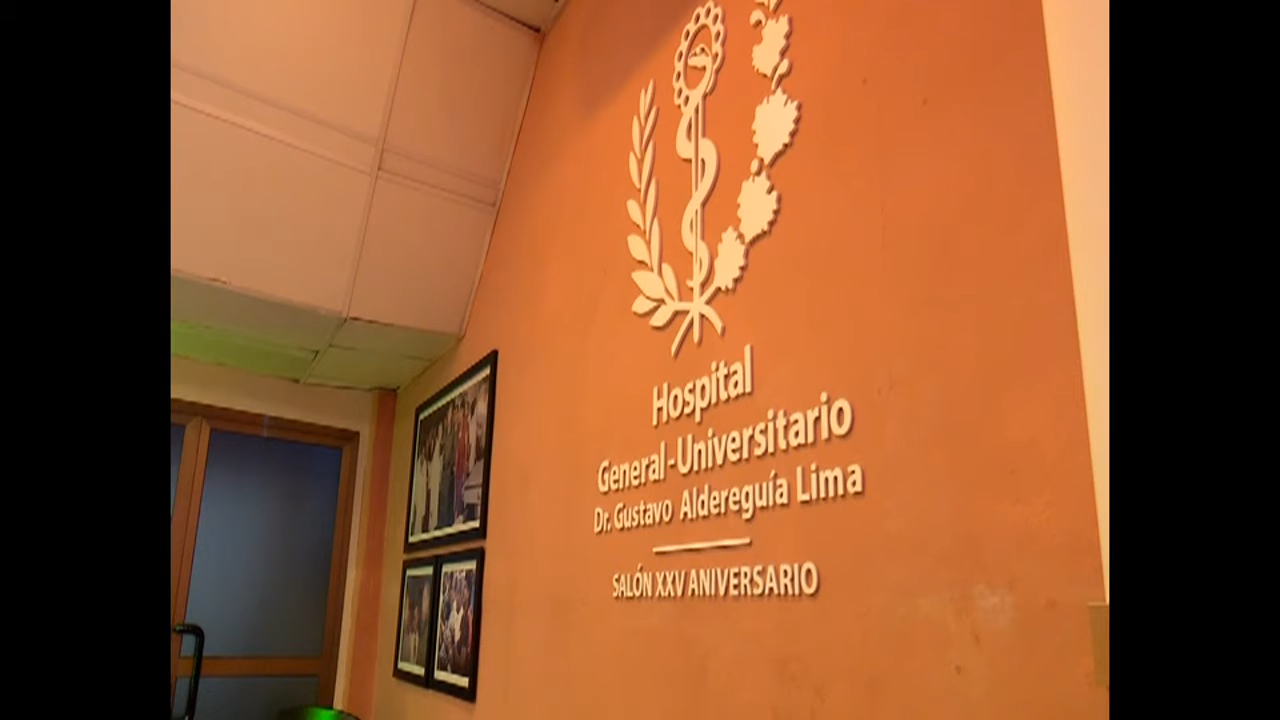 Hospital
General-Universitario
Dr. Gustavo Aldereguía Lima
SALÓN XXV ANIVERSARIO